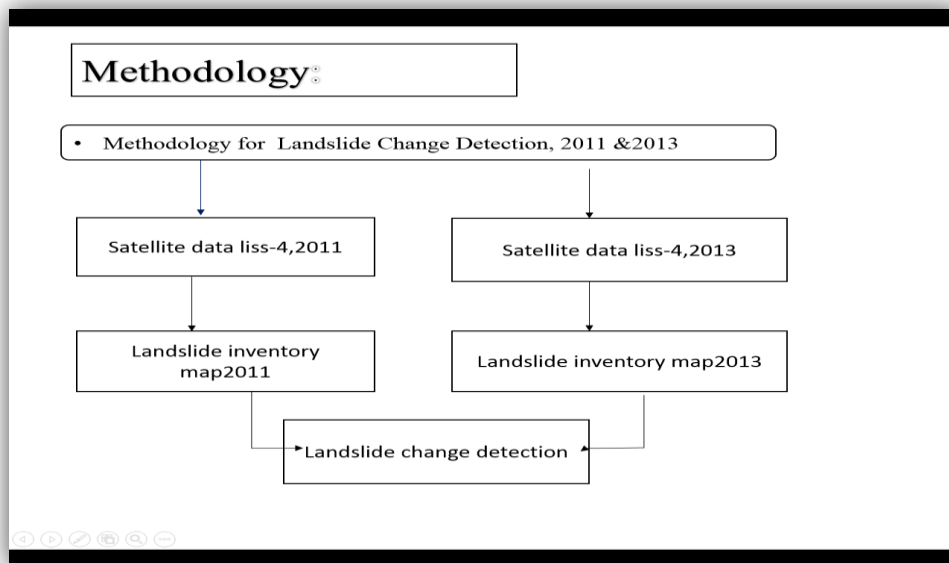 Methodology:
• Methodology for Landslide Change Detection, 2011 &2013
Satellite data liss-4,2011
Satellite data liss-4,2013
Landslide inventory
map2011
Landslide inventory map2013
Landslide change detection